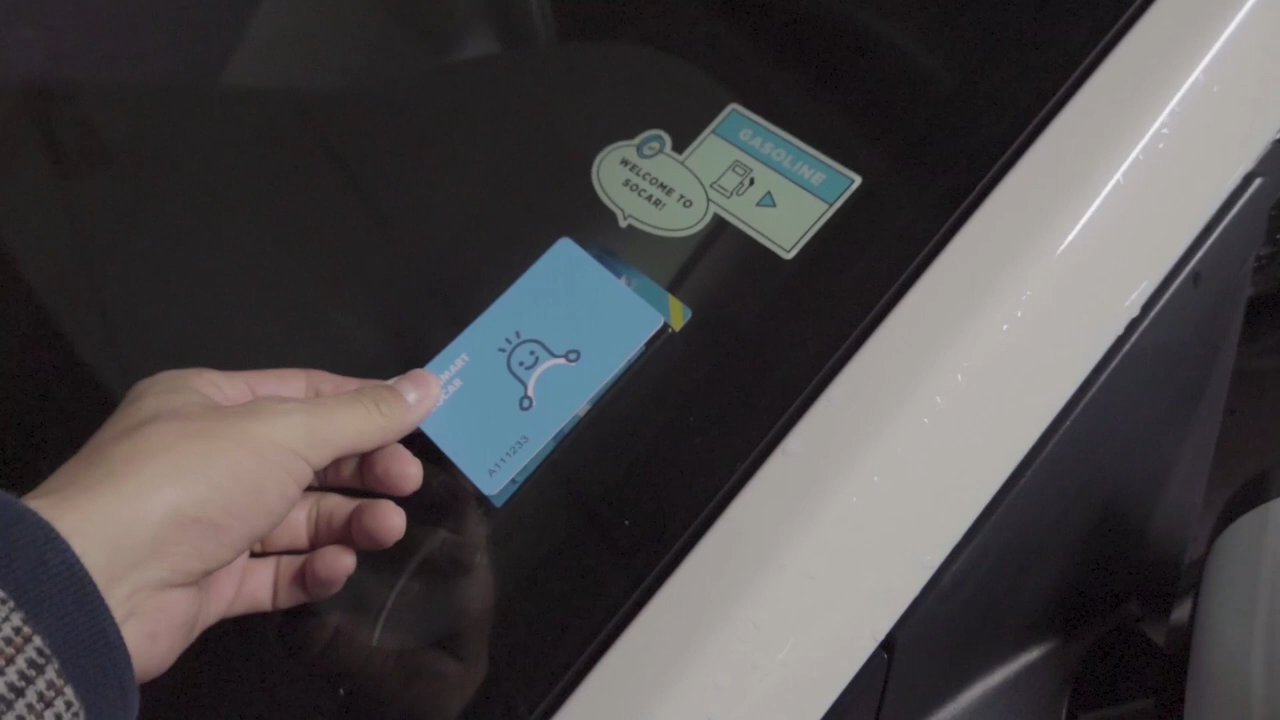 GASOLINE
WELCOME TO
SOCAR!
SMART
SOCAR
A111233